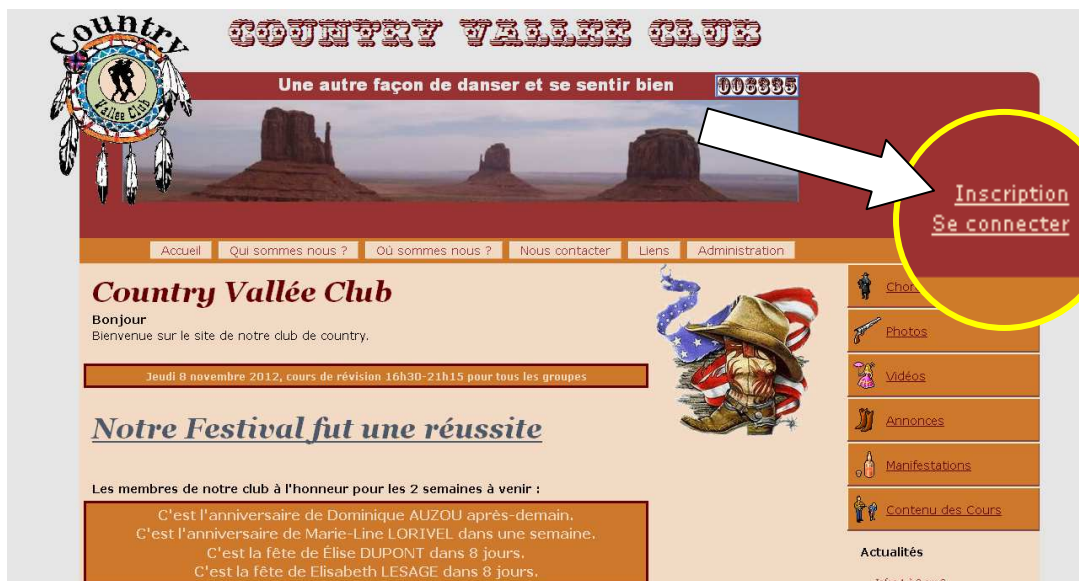 Country
Vallée Club
COUNTRY VALLEE CLUB
Une autre façon de danser et se sentir bien
006335
Inscription
Se connecter
Accueil
Qui sommes nous ?
Où sommes nous ?
Nous contacter
Liens
Administration
Country Vallée Club
Bonjour
Bienvenue sur le site de notre club de country.
Jeudi 8 novembre 2012, cours de révision 16h30-21h15 pour tous les groupes
Notre Festival fut une réussite
Les membres de notre club à l'honneur pour les 2 semaines à venir :
C'est l'anniversaire de Dominique AUZOU après-demain.
C'est l'anniversaire de Marie-Line LORIVEL dans une semaine.
C'est la fête de Élise DUPONT dans 8 jours.
C'est la fête de Elisabeth LESAGE dans 8 jours.
Photos
Vidéos
Annonces
Manifestations
Contenu des Cours
Actualités